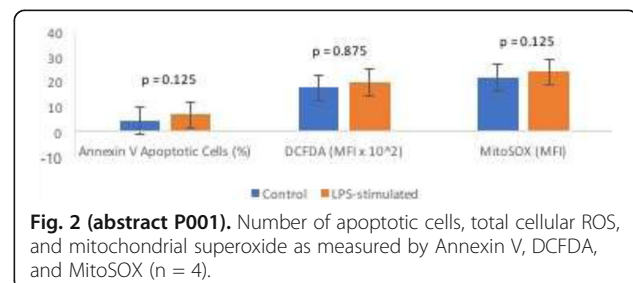 40
30
20
10
0
-10
p = 0.125
p = 0.875
p = 0.125
Annexin V Apoptotic Cells (%) DCFDA (MFI x 10^2) MitoSOX (MFI)
Control LPS-stimulated
Fig. 2 (abstract P001). Number of apoptotic cells, total cellular ROS,
and mitochondrial superoxide as measured by Annexin V, DCFDA,
and MitoSOX (n = 4).